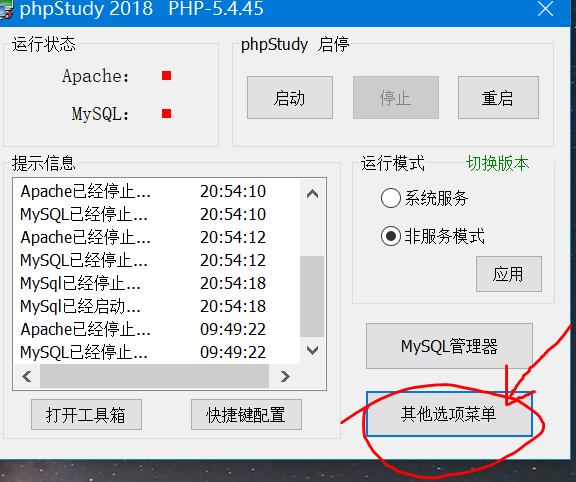 phpStudy 2018 PHP-5.4.45
运行状态
Apache:
MySQL:
phpStudy 启停
启动
停止
重启
提示信息
Apache已经停止... 20:54:10
MySQL已经停止... 20:54:10
Apache已经停止... 20:54:12
MySQL已经停止... 20:54:12
MySql已经停止... 20:54:18
MySql已经启动... 20:54:18
Apache已经停止... 09:49:22
MySQL已经停止... 09:49:22
打开工具箱
快捷键配置
运行模式 切换版本
系统服务
非服务模式
应用
MySQL管理器
其他选项菜单